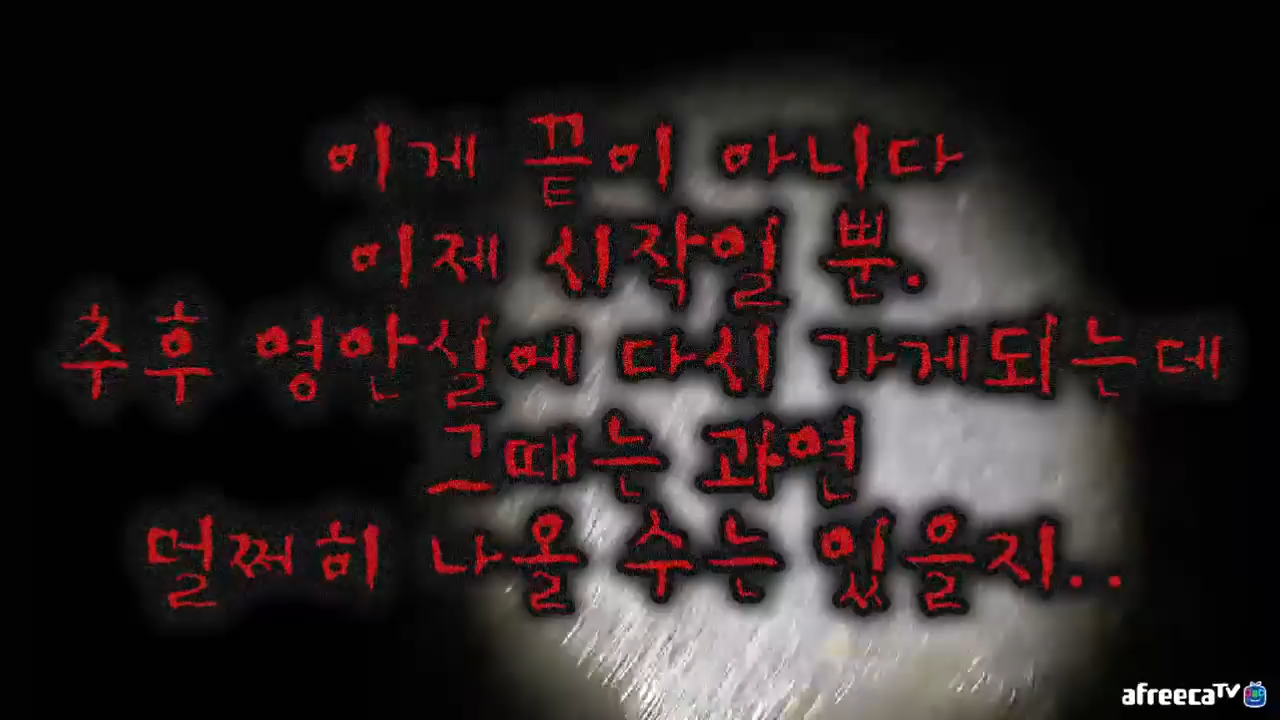 이게 끝이 아니다
이제 시작일 뿐.
추후 영안실에 다시 가게되는데
그때는 과연
멀쩌히 나올 수는 있을지..
afreecaTV